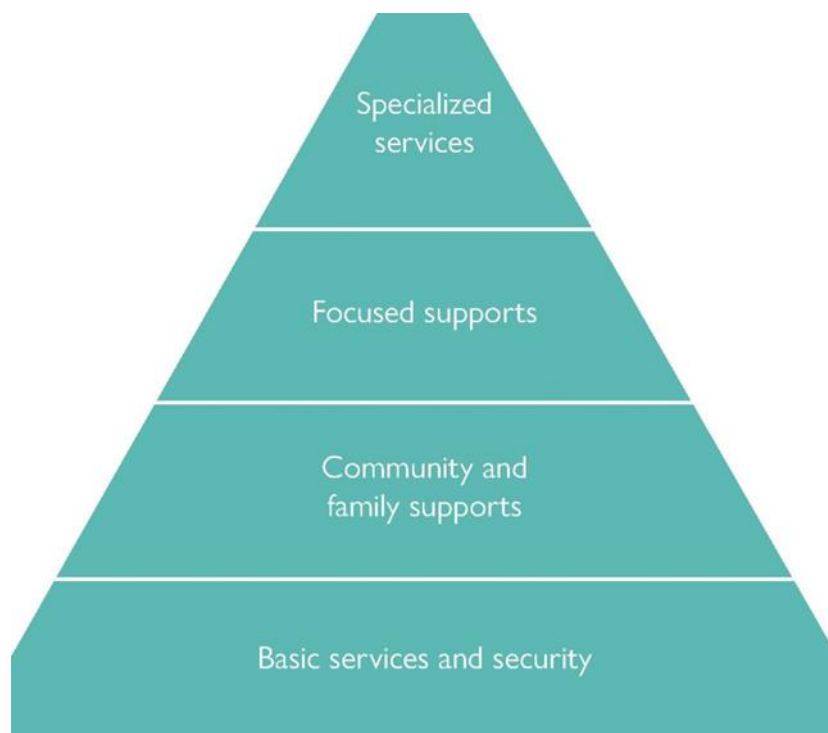 Specialized
services
Focused supports
Community and
family supports
Basic services and security